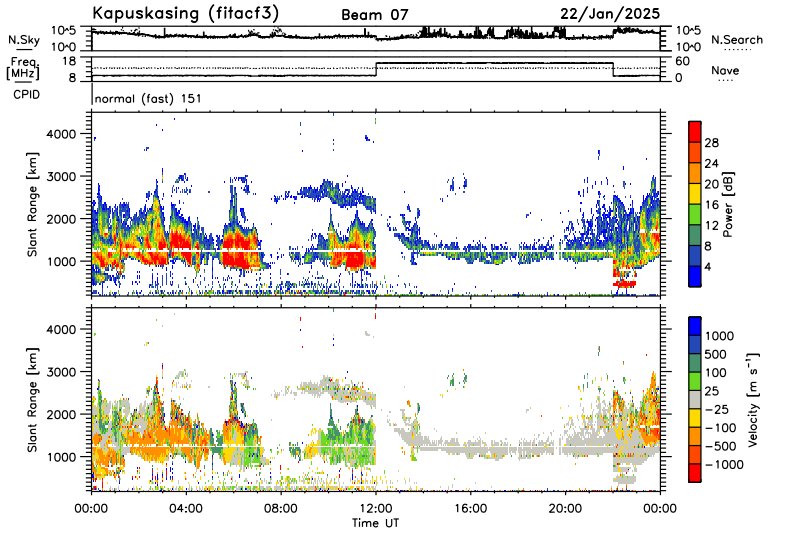 Kapuskasing (fitacf3) Beam 07 22/Jan/2025
N.Sky 10^5 10^0 10^5 10^0 N.Search
Freq. [MHz] 18 8 60 0 Nave
CPID normal (fast) 151
Slant Range [km]
4000
3000
2000
1000
Power [dB]
28
24
20
16
12
8
4
Slant Range [km]
4000
3000
2000
1000
Velocity [m s⁻¹]
1000
500
100
25
−25
−100
−500
−1000
00:00 04:00 08:00 12:00 16:00 20:00 00:00
Time UT